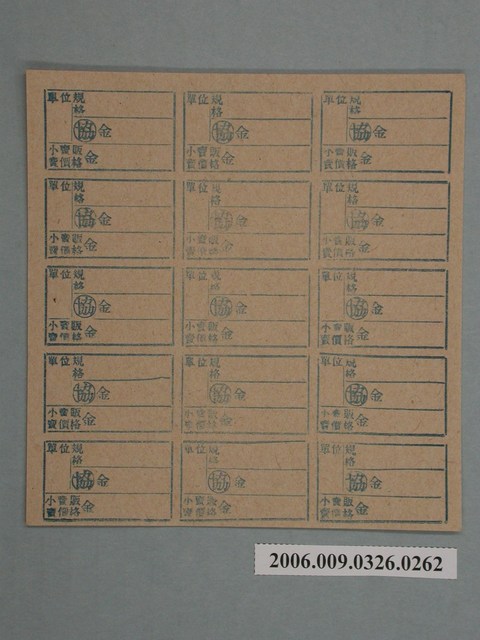 單位規
格
協 金
小賣販
賣價格 金
單位規
格
協 金
小賣販
賣價格 金
單位規
格
協 金
小賣販
賣價格 金
單位規
格
協 金
小賣販
賣價格 金
單位規
格
協 金
小賣販
賣價格 金
單位規
格
協 金
小賣販
賣價格 金
單位規
格
協 金
小賣販
賣價格 金
單位規
格
協 金
小賣販
賣價格 金
單位規
格
協 金
小賣販
賣價格 金
單位規
格
協 金
小賣販
賣價格 金
單位規
格
協 金
小賣販
賣價格 金
單位規
格
協 金
小賣販
賣價格 金
單位規
格
協 金
小賣販
賣價格 金
單位規
格
協 金
小賣販
賣價格 金
單位規
格
協 金
小賣販
賣價格 金
2006.009.0326.0262